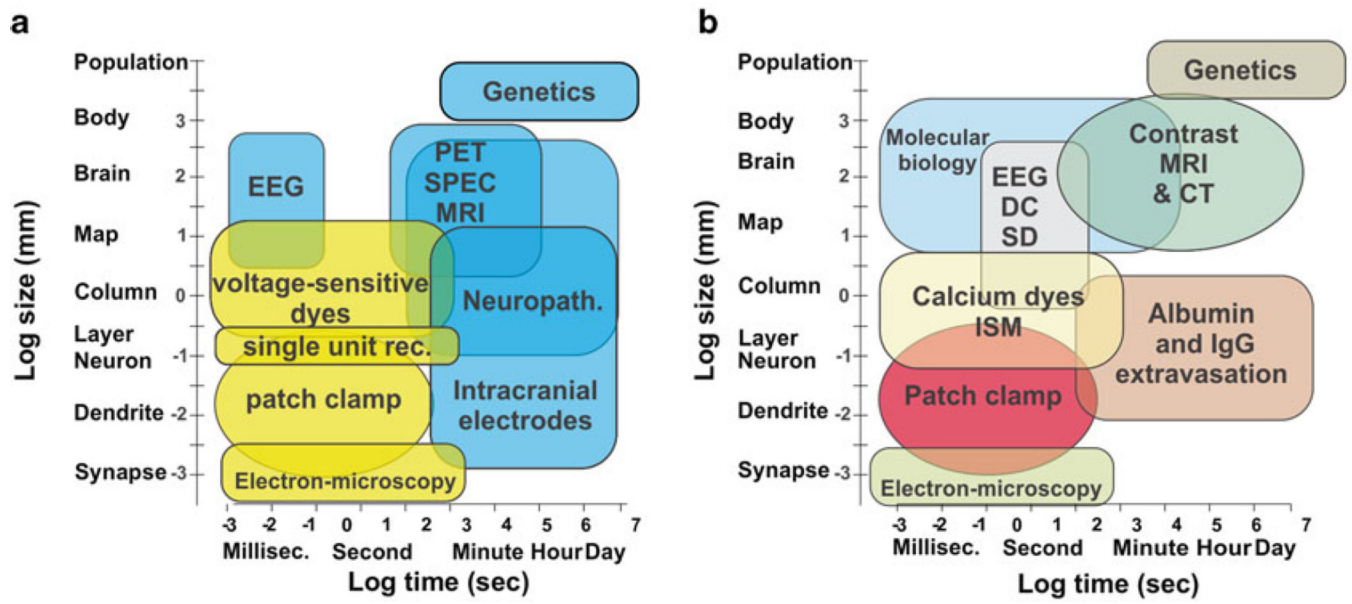 a
Population
Body
Brain
Map
Column
Layer
Neuron
Dendrite
Synapse
Log size (mm)
3
2
1
0
-1
-2
-3
Genetics
EEG
PET
SPEC
MRI
voltage-sensitive
dyes
Neuropath.
single unit rec.
patch clamp
Intracranial
electrodes
Electron-microscopy
-3 -2 -1 0 1 2 3 4 5 6 7
Millisec. Second Minute Hour Day
Log time (sec)
b
Population
Body
Brain
Map
Column
Layer
Neuron
Dendrite
Synapse
Log size (mm)
3
2
1
0
-1
-2
-3
Genetics
Molecular
biology
Contrast
MRI
& CT
EEG
DC
SD
Calcium dyes
ISM
Albumin
and IgG
extravasation
Patch clamp
Electron-microscopy
-3 -2 -1 0 1 2 3 4 5 6 7
Millisec. Second Minute Hour Day
Log time (sec)